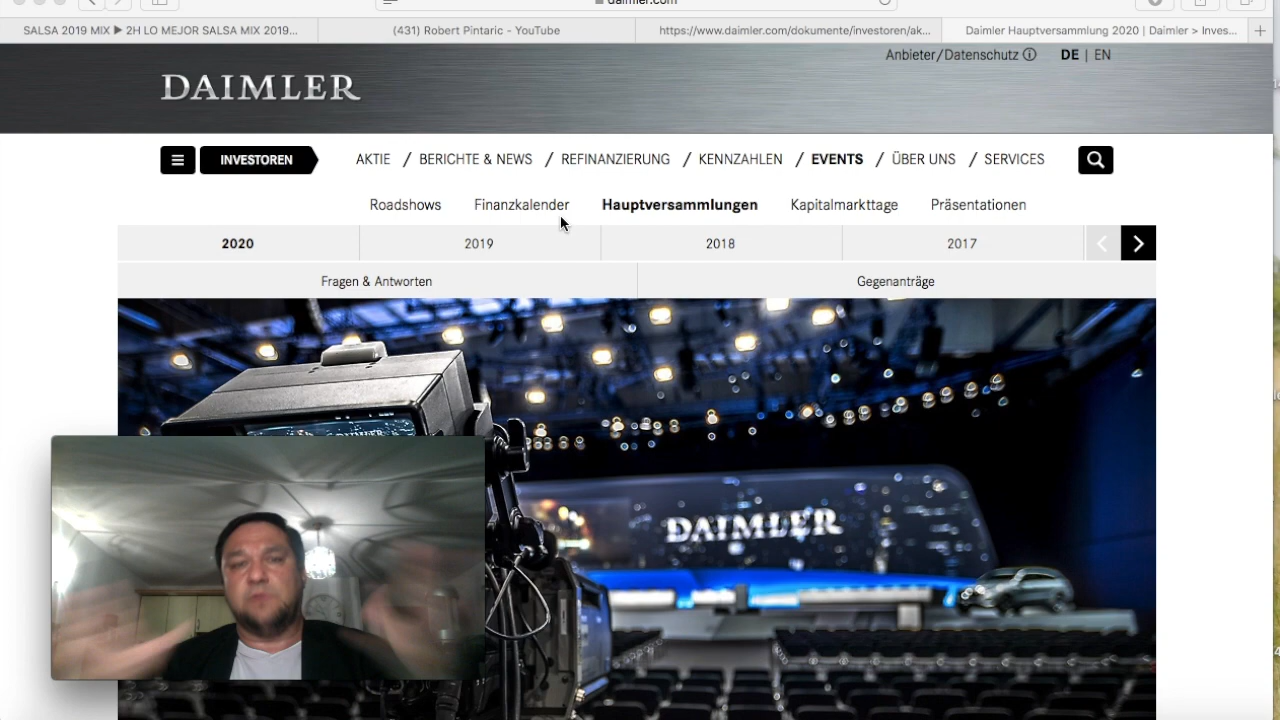 daimler.com
SALSA 2019 MIX ▶ 2H LO MEJOR SALSA MIX 2019...
(431) Robert Pintaric - YouTube
https://www.daimler.com/dokumente/investoren/ak...
Daimler Hauptversammlung 2020 | Daimler > Inves...
Anbieter/Datenschutz
DE | EN
DAIMLER
INVESTOREN
AKTIE / BERICHTE & NEWS / REFINANZIERUNG / KENNZAHLEN / EVENTS / ÜBER UNS / SERVICES
Roadshows Finanzkalender Hauptversammlungen Kapitalmarkttage Präsentationen
2020 2019 2018 2017
Fragen & Antworten Gegenanträge
DAIMLER
DAIMLER